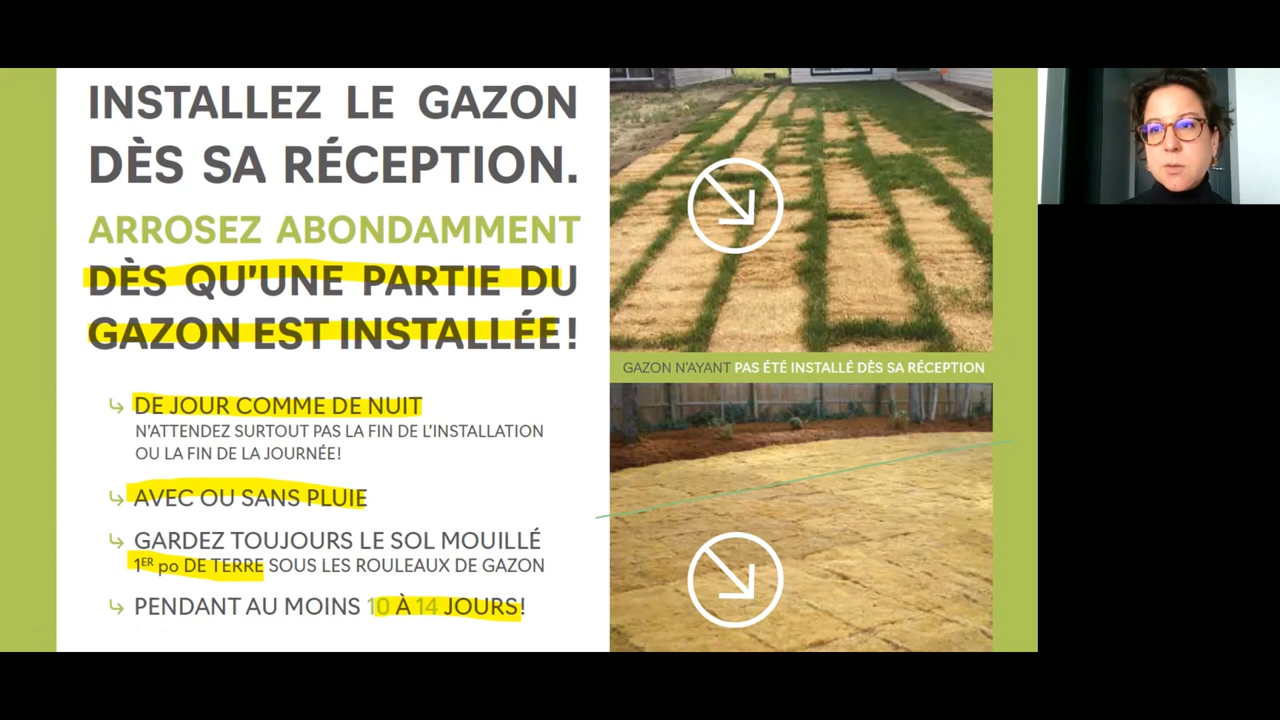 INSTALLEZ LE GAZON
DÈS SA RÉCEPTION.
ARROSEZ ABONDAMMENT
DÈS QU'UNE PARTIE DU
GAZON EST INSTALLÉE !
DE JOUR COMME DE NUIT
N'ATTENDEZ SURTOUT PAS LA FIN DE L'INSTALLATION
OU LA FIN DE LA JOURNÉE!
AVEC OU SANS PLUIE
GARDEZ TOUJOURS LE SOL MOUILLÉ
1ER po DE TERRE SOUS LES ROULEAUX DE GAZON
PENDANT AU MOINS 10 À 14 JOURS!
GAZON N'AYANT PAS ÉTÉ INSTALLÉ DÈS SA RÉCEPTION